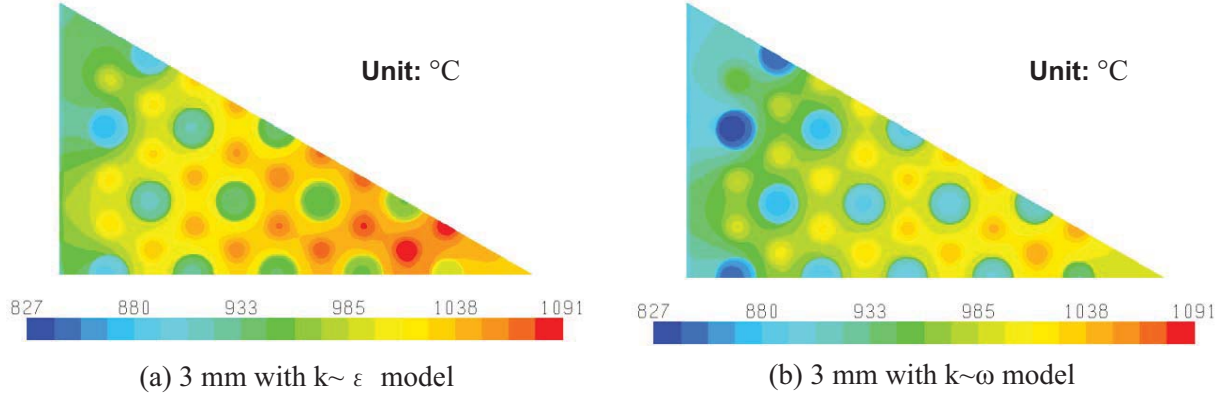 Unit: °C
Unit: °C
827 880 933 985 1038 1091
827 880 933 985 1038 1091
(a) 3 mm with k~ ε model
(b) 3 mm with k~ω model